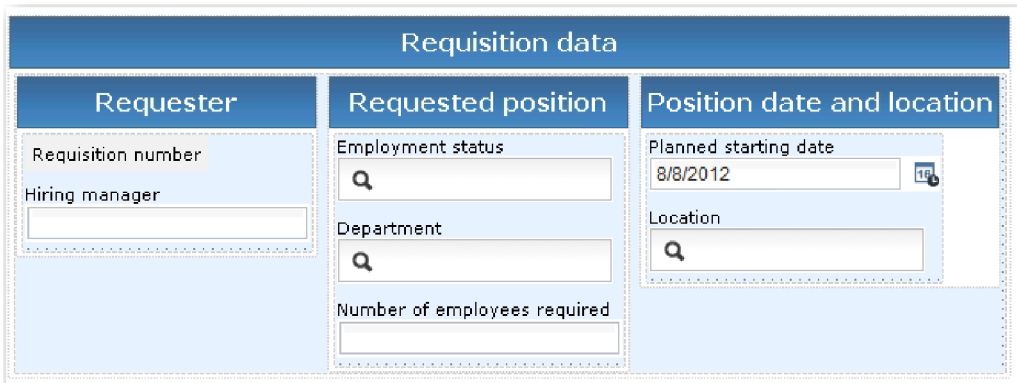 Requisition data
Requester
Requisition number
Hiring manager
Requested position
Employment status
Department
Number of employees required
Position date and location
Planned starting date
8/8/2012
16
Location